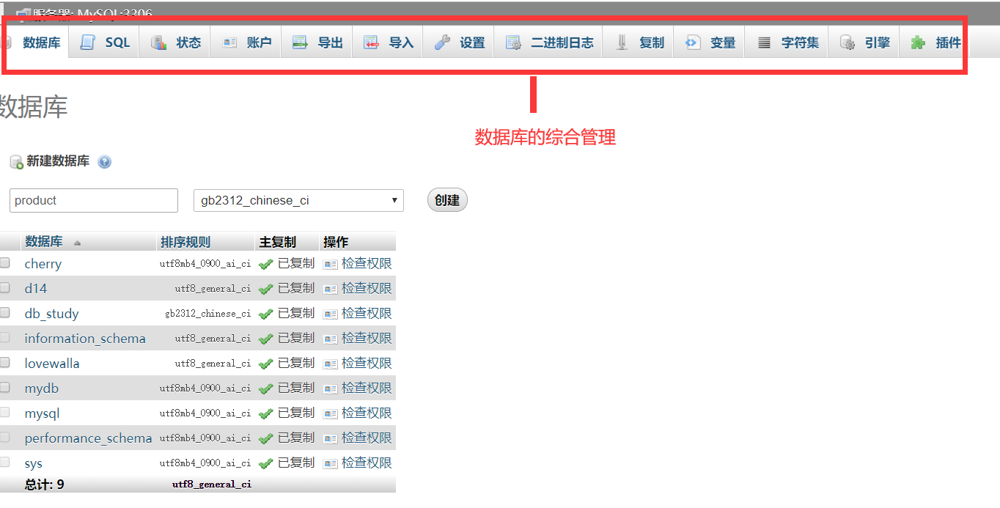 服务器: MySQL:3306
数据库 SQL 状态 账户 导出 导入 设置 二进制日志 复制 变量 字符集 引擎 插件
数据库
数据库的综合管理
新建数据库
product gb2312_chinese_ci 创建
数据库 排序规则 主复制 操作
cherry utf8mb4_0900_ai_ci 已复制 检查权限
d14 utf8_general_ci 已复制 检查权限
db_study gb2312_chinese_ci 已复制 检查权限
information_schema utf8_general_ci 已复制 检查权限
lovewalla utf8_general_ci 已复制 检查权限
mydb utf8mb4_0900_ai_ci 已复制 检查权限
mysql utf8mb4_0900_ai_ci 已复制 检查权限
performance_schema utf8mb4_0900_ai_ci 已复制 检查权限
sys utf8mb4_0900_ai_ci 已复制 检查权限
总计: 9 utf8_general_ci